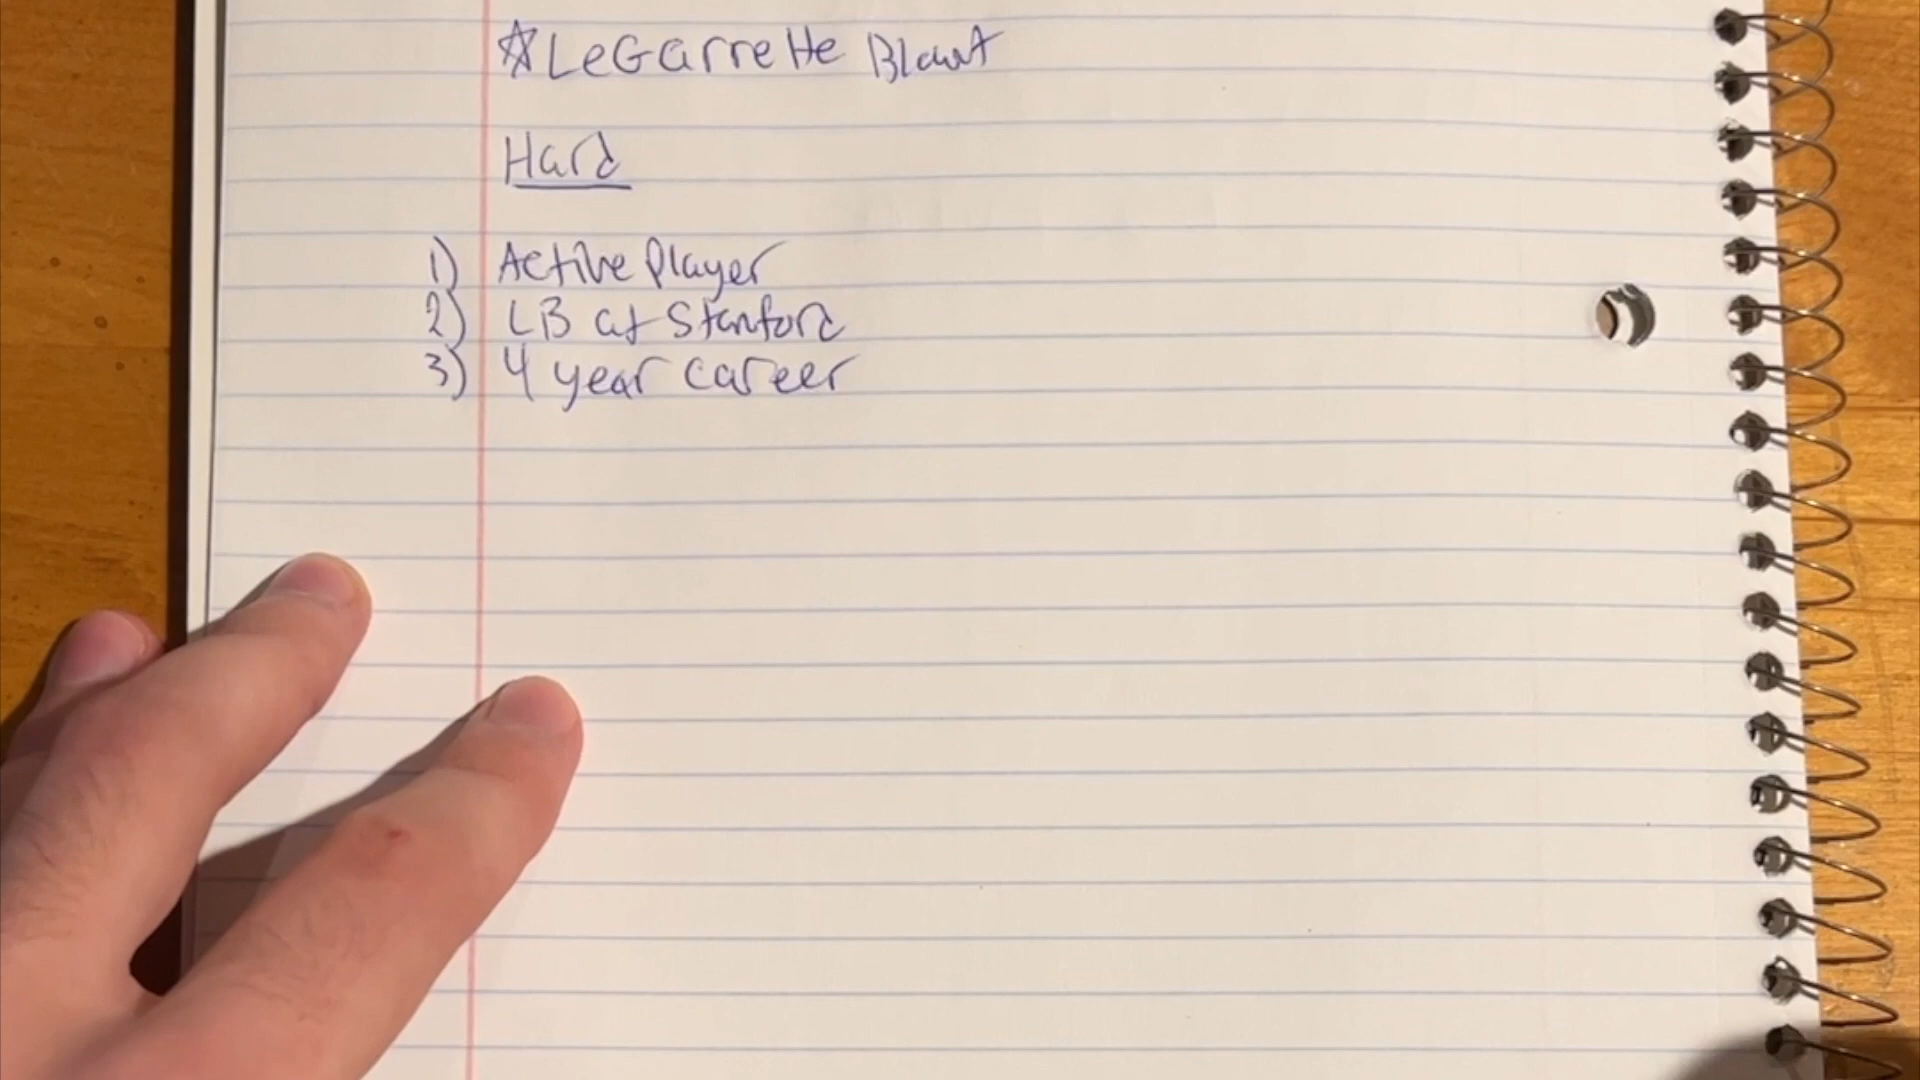 ☆LeGarrette Blount
Hard
1) Active Player
2) LB at Stanford
3) 4 year career